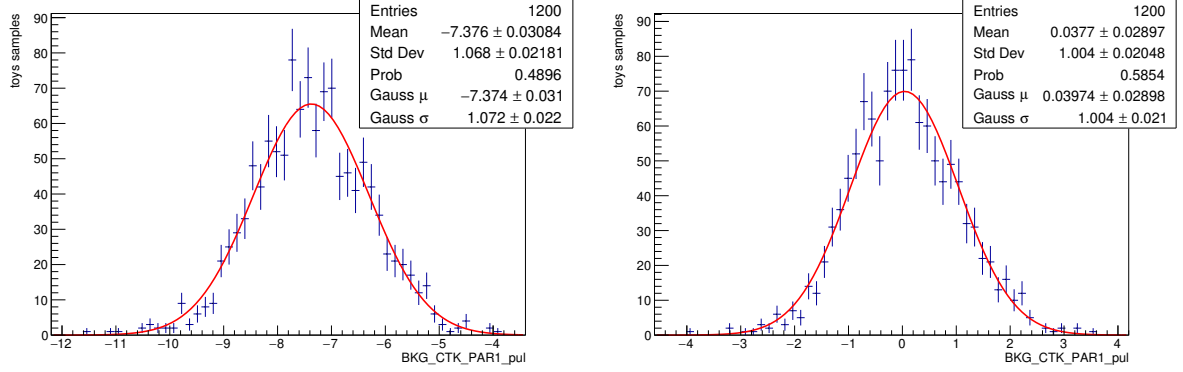 Entries 1200
Mean −7.376 ± 0.03084
Std Dev 1.068 ± 0.02181
Prob 0.4896
Gauss μ −7.374 ± 0.031
Gauss σ 1.072 ± 0.022
toys samples
90
80
70
60
50
40
30
20
10
0
−12 −11 −10 −9 −8 −7 −6 −5 −4
BKG_CTK_PAR1_pul
Entries 1200
Mean 0.0377 ± 0.02897
Std Dev 1.004 ± 0.02048
Prob 0.5854
Gauss μ 0.03974 ± 0.02898
Gauss σ 1.004 ± 0.021
toys samples
90
80
70
60
50
40
30
20
10
0
−4 −3 −2 −1 0 1 2 3 4
BKG_CTK_PAR1_pul